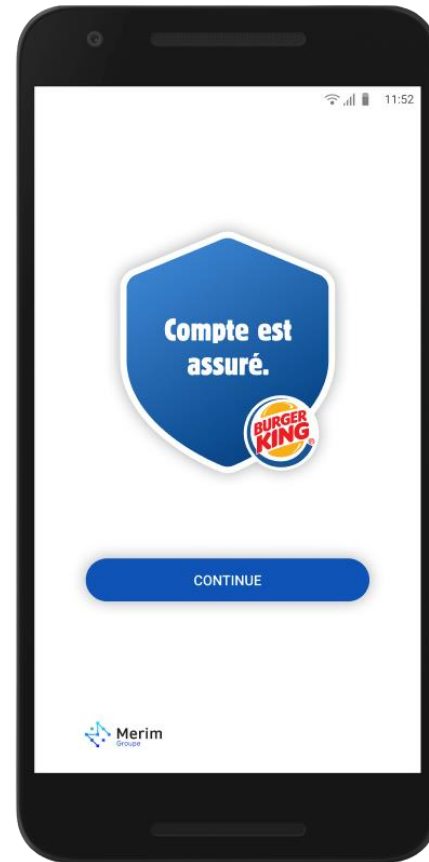 11:52
Compte est
assuré.
BURGER
KING®
CONTINUE
Merim
Groupe